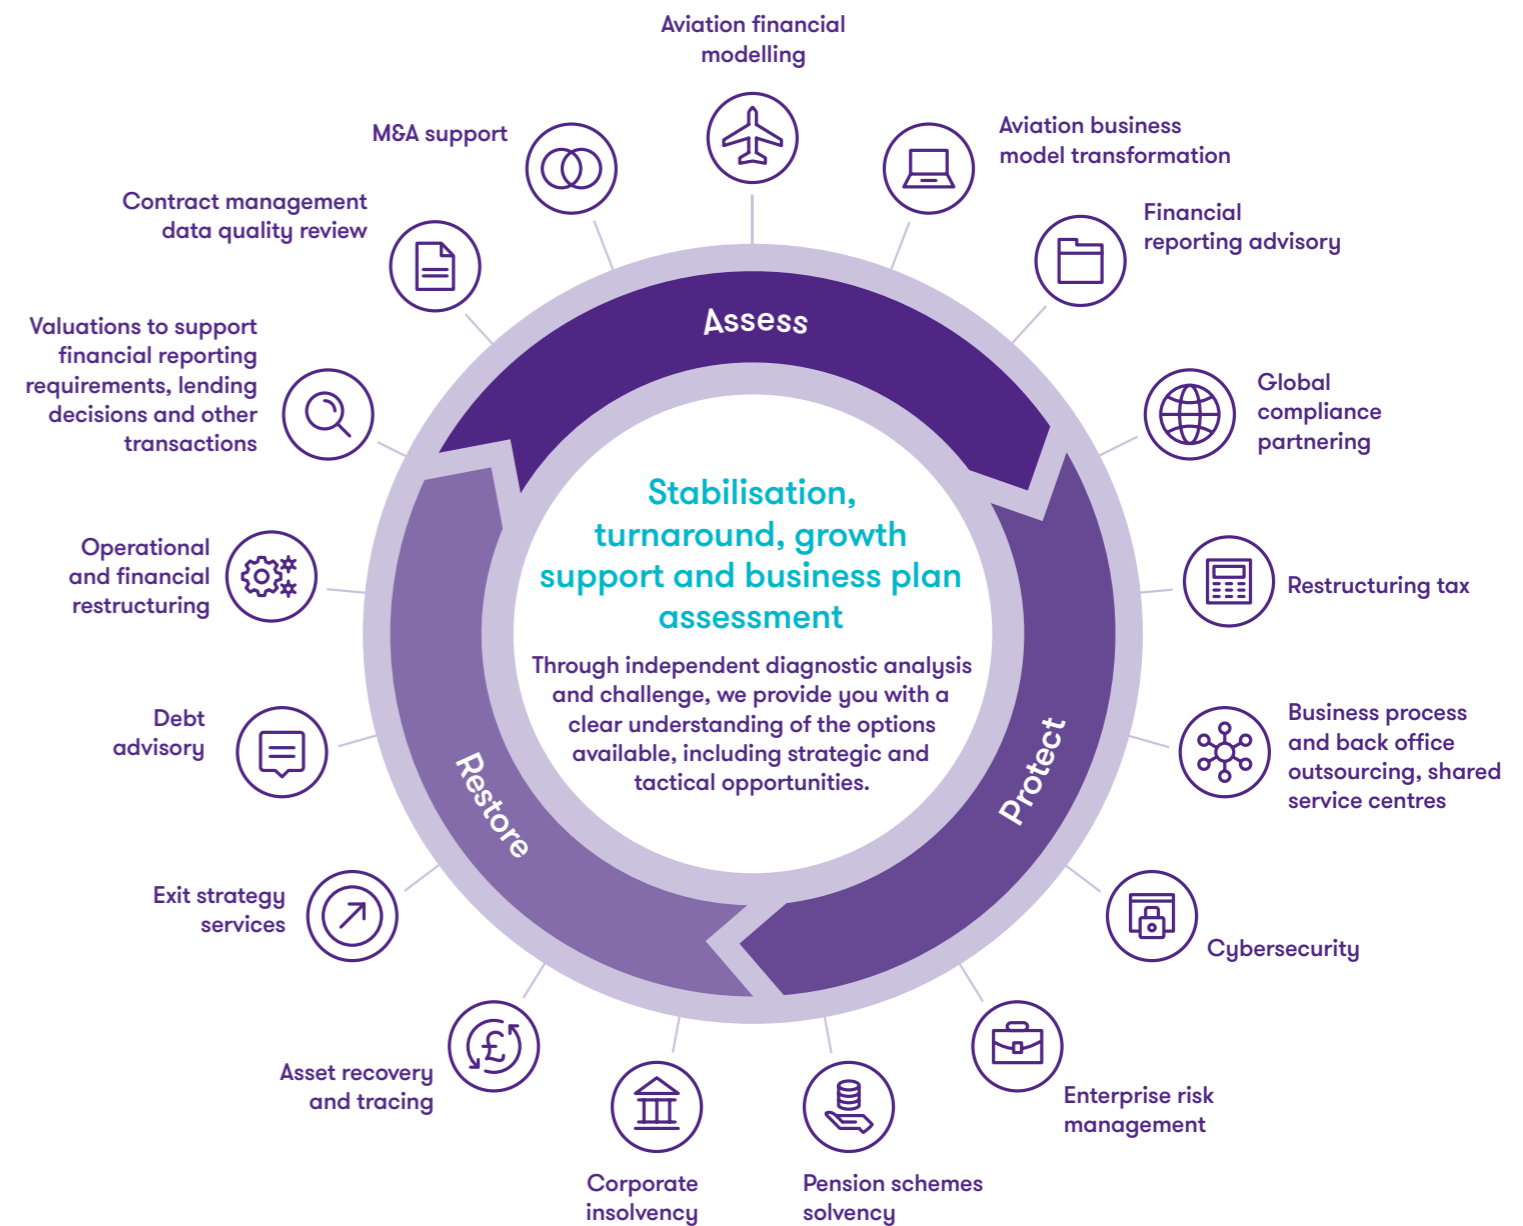 Aviation financial
modelling
Aviation business
model transformation
Financial
reporting advisory
Global
compliance
partnering
Restructuring tax
Business process
and back office
outsourcing, shared
service centres
Cybersecurity
Enterprise risk
management
Pension schemes
solvency
Corporate
insolvency
Asset recovery
and tracing
Exit strategy
services
Debt
advisory
Operational
and financial
restructuring
Valuations to support
financial reporting
requirements, lending
decisions and other
transactions
Contract management
data quality review
M&A support
Assess
Protect
Restore
Stabilisation,
turnaround, growth
support and business plan
assessment
Through independent diagnostic analysis
and challenge, we provide you with a
clear understanding of the options
available, including strategic and
tactical opportunities.
£